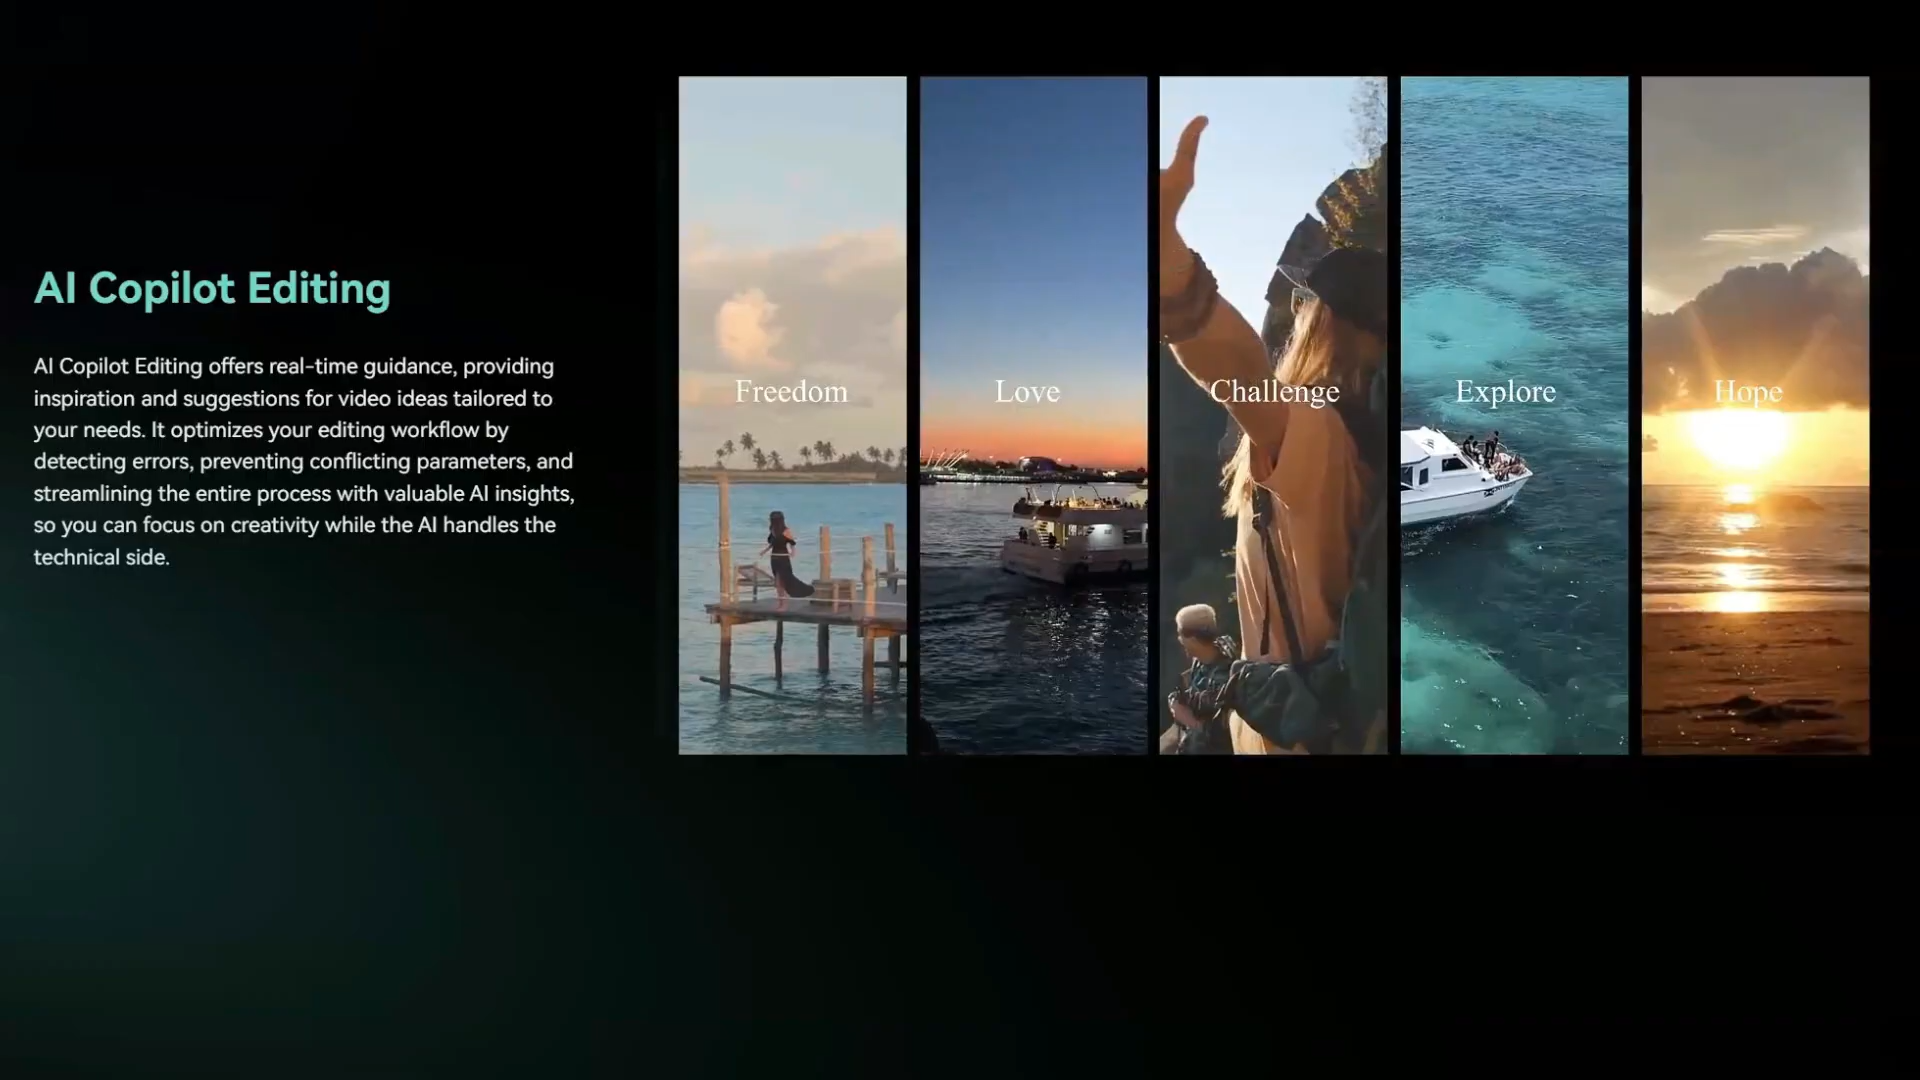 AI Copilot Editing
AI Copilot Editing offers real-time guidance, providing
inspiration and suggestions for video ideas tailored to
your needs. It optimizes your editing workflow by
detecting errors, preventing conflicting parameters, and
streamlining the entire process with valuable AI insights,
so you can focus on creativity while the AI handles the
technical side.
Freedom
Love
Challenge
Explore
Hope